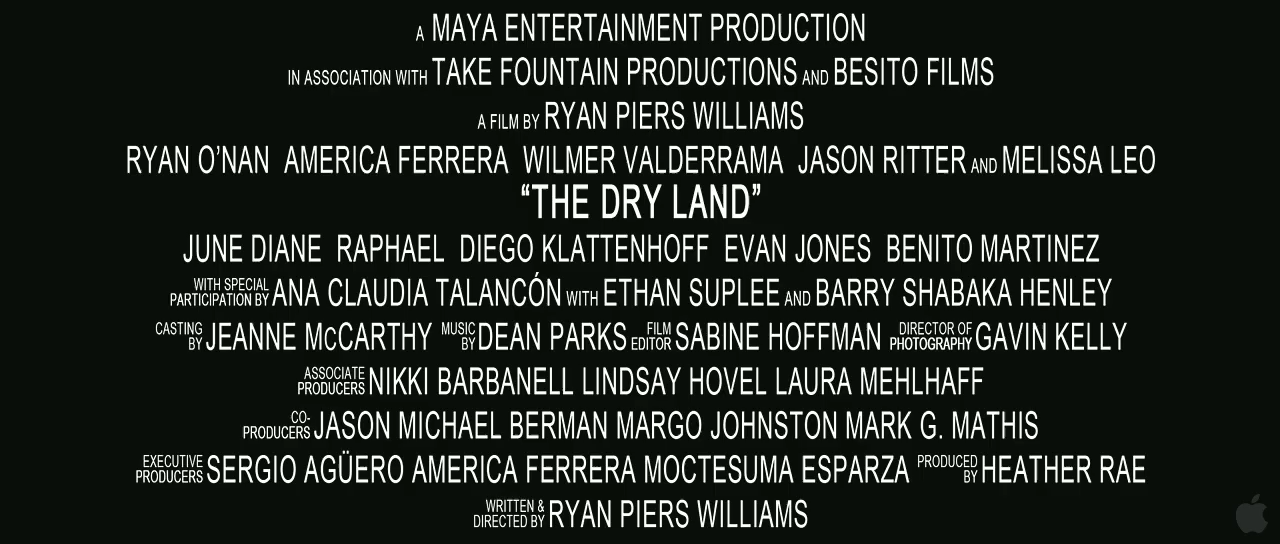 A MAYA ENTERTAINMENT PRODUCTION
IN ASSOCIATION WITH TAKE FOUNTAIN PRODUCTIONS AND BESITO FILMS
A FILM BY RYAN PIERS WILLIAMS
RYAN O’NAN AMERICA FERRERA WILMER VALDERRAMA JASON RITTER AND MELISSA LEO
“THE DRY LAND”
JUNE DIANE RAPHAEL DIEGO KLATTENHOFF EVAN JONES BENITO MARTINEZ
WITH SPECIAL PARTICIPATION BY ANA CLAUDIA TALANCÓN WITH ETHAN SUPLEE AND BARRY SHABAKA HENLEY
CASTING BY JEANNE McCARTHY MUSIC BY DEAN PARKS FILM EDITOR SABINE HOFFMAN DIRECTOR OF PHOTOGRAPHY GAVIN KELLY
ASSOCIATE PRODUCERS NIKKI BARBANELL LINDSAY HOVEL LAURA MEHLHAFF
CO-PRODUCERS JASON MICHAEL BERMAN MARGO JOHNSTON MARK G. MATHIS
EXECUTIVE PRODUCERS SERGIO AGÜERO AMERICA FERRERA MOCTESUMA ESPARZA PRODUCED BY HEATHER RAE
WRITTEN & DIRECTED BY RYAN PIERS WILLIAMS